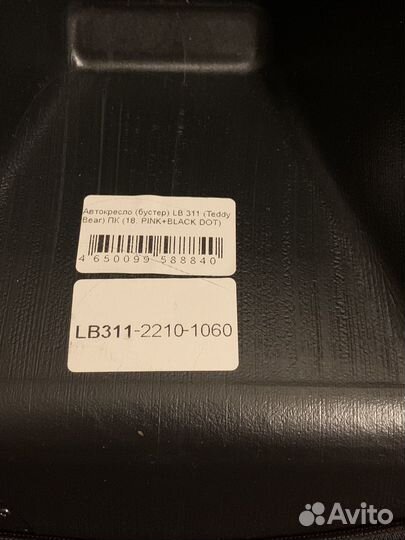 Автокресло (бустер) LB 311 (Teddy
Bear) ПК (18. PINK+BLACK DOT)
4 650099 588840
LB311-2210-1060
Avito